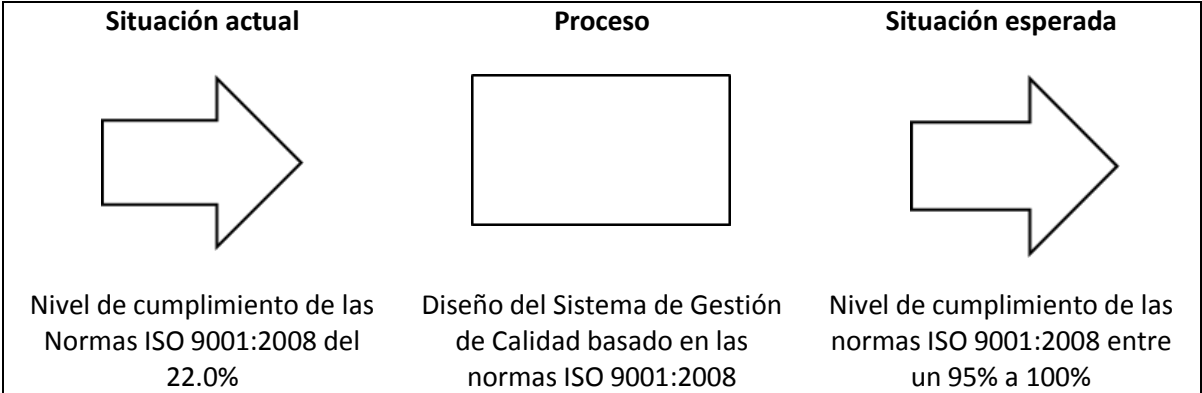 Situación actual
Proceso
Situación esperada
Nivel de cumplimiento de las
Normas ISO 9001:2008 del
22.0%
Diseño del Sistema de Gestión
de Calidad basado en las
normas ISO 9001:2008
Nivel de cumplimiento de las
normas ISO 9001:2008 entre
un 95% a 100%